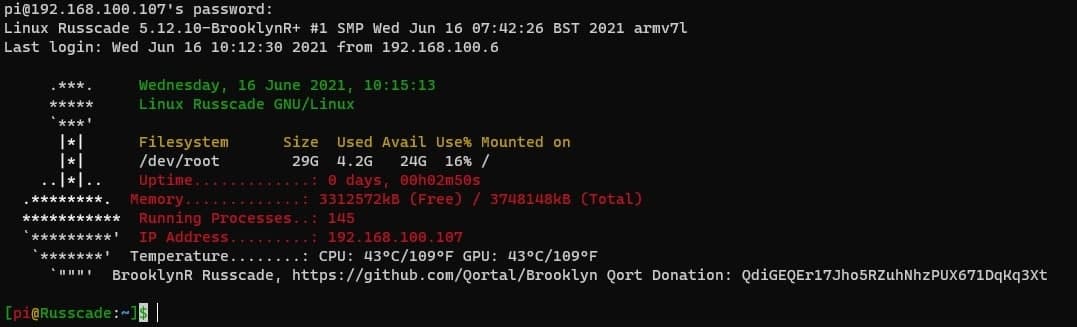 pi@192.168.100.107's password:
Linux Russcade 5.12.10-BrooklynR+ #1 SMP Wed Jun 16 07:42:26 BST 2021 armv7l
Last login: Wed Jun 16 10:12:30 2021 from 192.168.100.6
.***. Wednesday, 16 June 2021, 10:15:13
***** Linux Russcade GNU/Linux
`***'
|*| Filesystem Size Used Avail Use% Mounted on
|*| /dev/root 29G 4.2G 24G 16% /
..|*|.. Uptime.............: 0 days, 00h02m50s
.********. Memory.............: 3312572kB (Free) / 3748148kB (Total)
*********** Running Processes..: 145
`*********' IP Address.........: 192.168.100.107
`*******' Temperature........: CPU: 43°C/109°F GPU: 43°C/109°F
`"""' BrooklynR Russcade, https://github.com/Qortal/Brooklyn Qort Donation: QdiGEQEr17Jho5RZuhNhzPUX671DqKq3Xt
[pi@Russcade:~]$